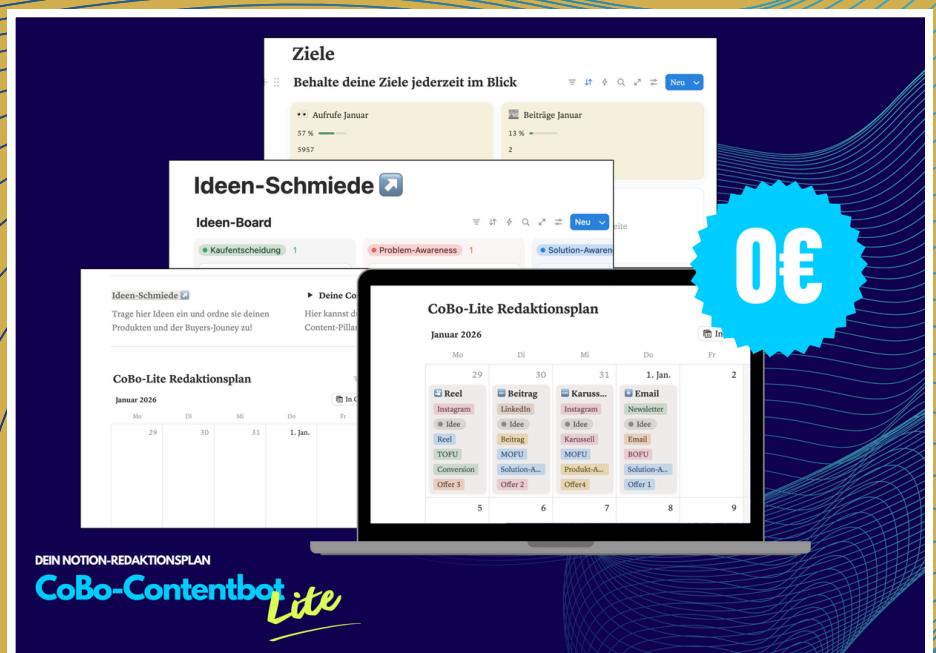 Ziele
Behalte deine Ziele jederzeit im Blick
Neu
Aufrufe Januar
57 %
5957
Beiträge Januar
13 %
2
Ideen-Schmiede
Ideen-Board
Neu
Kaufentscheidung 1
Problem-Awareness 1
Solution-Awaren
eite
0€
Ideen-Schmiede
Trage hier Ideen ein und ordne sie deinen
Produkten und der Buyers-Jouney zu!
Deine Co
Hier kannst d
Content-Pilla
CoBo-Lite Redaktionsplan
Januar 2026
Mo Di Mi Do Fr
29 30 31 1. Jan.
CoBo-Lite Redaktionsplan
Januar 2026
Mo Di Mi Do Fr
29 30 31 1. Jan. 2
Reel
Instagram
Idee
Reel
TOFU
Conversion
Offer 3
Beitrag
LinkedIn
Idee
Beitrag
MOFU
Solution-A...
Offer 2
Karuss...
Instagram
Idee
Karussell
MOFU
Produkt-A...
Offer4
Email
Newsletter
Idee
Email
BOFU
Solution-A...
Offer 1
5 6 7 8 9
DEIN NOTION-REDAKTIONSPLAN
CoBo-Contentbot
Lite